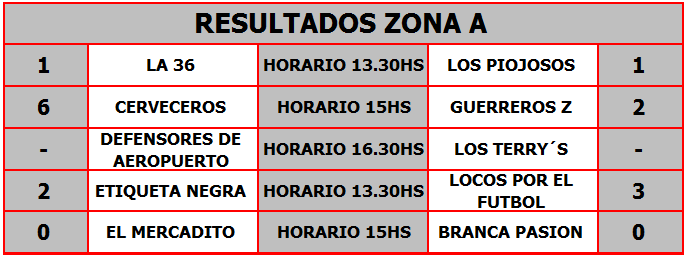 RESULTADOS ZONA A
1 LA 36 HORARIO 13.30HS LOS PIOJOSOS 1
6 CERVECEROS HORARIO 15HS GUERREROS Z 2
- DEFENSORES DE AEROPUERTO HORARIO 16.30HS LOS TERRY´S -
2 ETIQUETA NEGRA HORARIO 13.30HS LOCOS POR EL FUTBOL 3
0 EL MERCADITO HORARIO 15HS BRANCA PASION 0